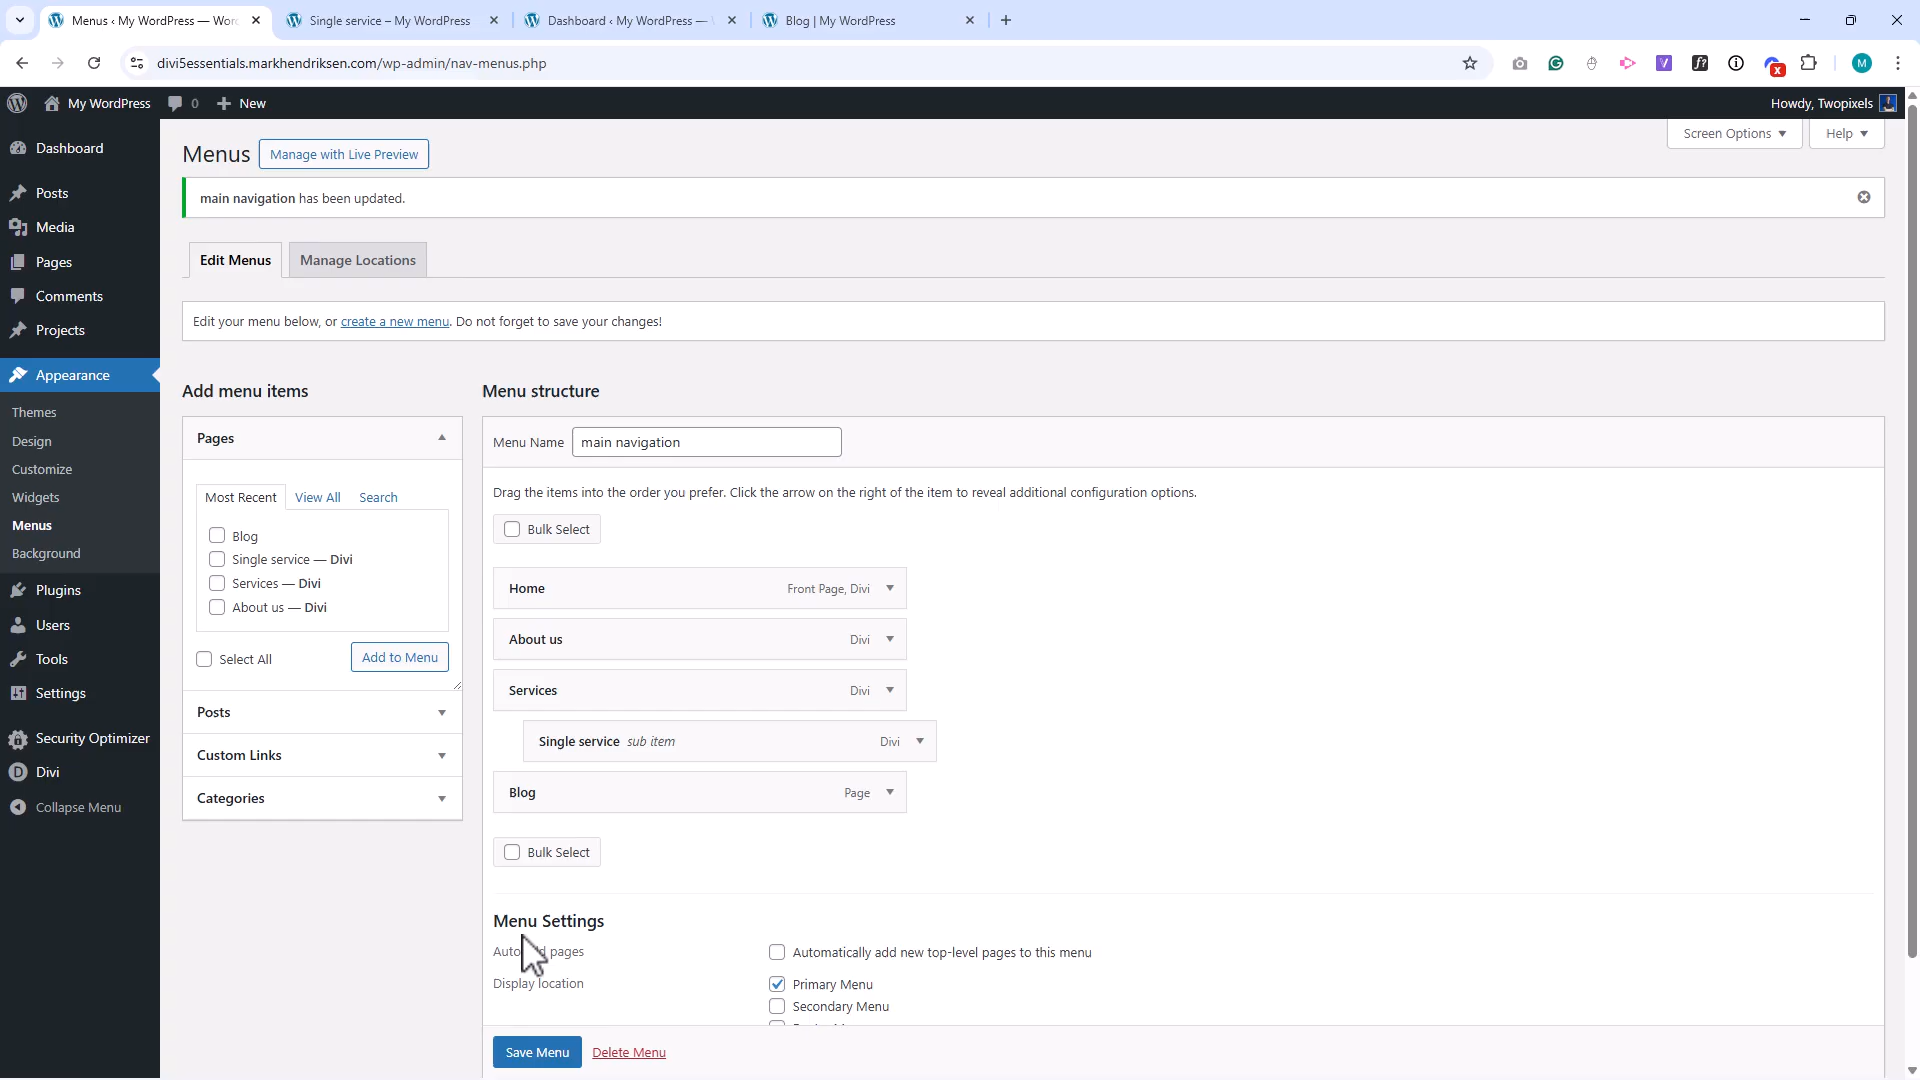 Menus ‹ My WordPress — Wor
Single service – My WordPress
Dashboard ‹ My WordPress —
Blog | My WordPress
divi5essentials.markhendriksen.com/wp-admin/nav-menus.php
My WordPress
0
New
Howdy, Twopixels
Screen Options
Help
Dashboard
Posts
Media
Pages
Comments
Projects
Appearance
Themes
Design
Customize
Widgets
Menus
Background
Plugins
Users
Tools
Settings
Security Optimizer
Divi
Collapse Menu
Menus
Manage with Live Preview
main navigation has been updated.
Edit Menus
Manage Locations
Edit your menu below, or create a new menu. Do not forget to save your changes!
Add menu items
Pages
Most Recent
View All
Search
Blog
Single service — Divi
Services — Divi
About us — Divi
Select All
Add to Menu
Posts
Custom Links
Categories
Menu structure
Menu Name
main navigation
Drag the items into the order you prefer. Click the arrow on the right of the item to reveal additional configuration options.
Bulk Select
Home
Front Page, Divi
About us
Divi
Services
Divi
Single service sub item
Divi
Blog
Page
Bulk Select
Menu Settings
pages
Automatically add new top-level pages to this menu
Display location
Primary Menu
Secondary Menu
Save Menu
Delete Menu